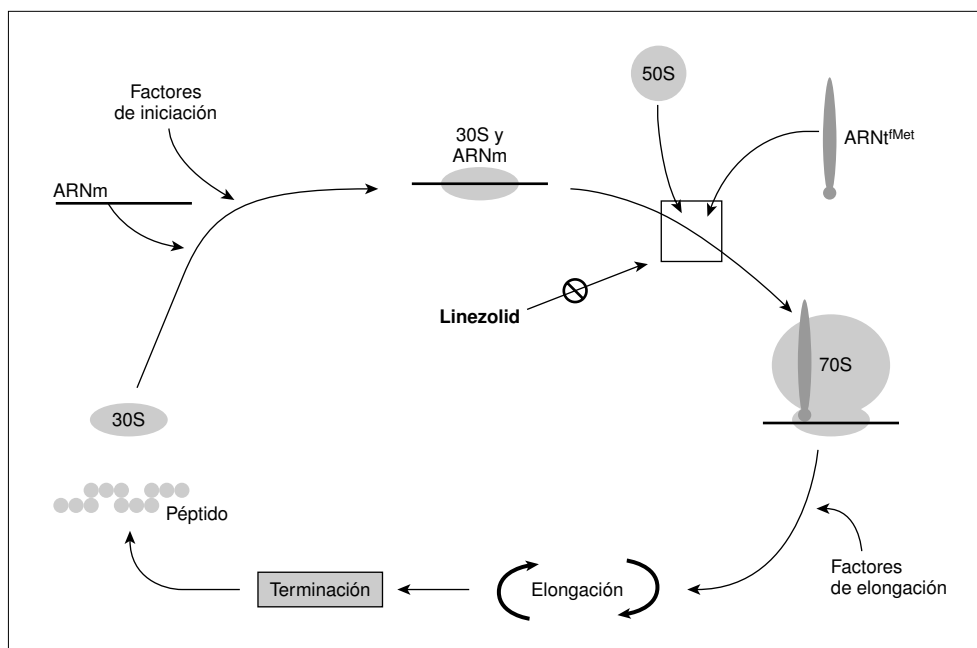 Factores
de iniciación
ARNm
30S y
ARNm
50S
ARNtfMet
Linezolid
70S
30S
Péptido
Terminación
Elongación
Factores
de elongación